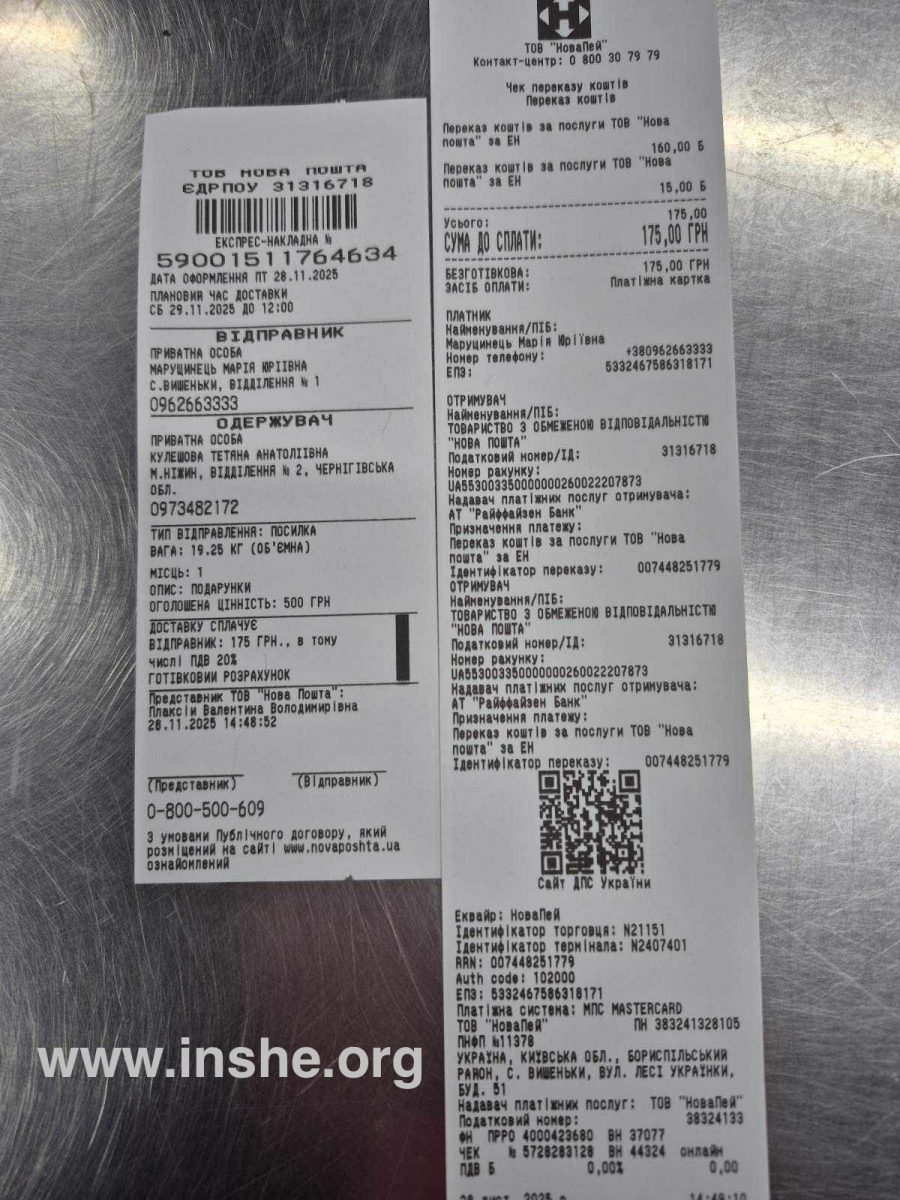 ТОВ НОВА ПОШТА
ЄДРПОУ 31316718
ЕКСПРЕС-НАКЛАДНА №
59001511764634
ДАТА ОФОРМЛЕННЯ ПТ 28.11.2025
ПЛАНОВИЙ ЧАС ДОСТАВКИ
СБ 29.11.2025 ДО 12:00
ВІДПРАВНИК
ПРИВАТНА ОСОБА
МАРУЩИНЕЦЬ МАРІЯ ЮРІЇВНА
С.ВИШЕНЬКИ, ВІДДІЛЕННЯ № 1
0962663333
ОДЕРЖУВАЧ
ПРИВАТНА ОСОБА
КУЛЕШОВА ТЕТЯНА АНАТОЛІЇВНА
М.НІЖИН, ВІДДІЛЕННЯ № 2, ЧЕРНІГІВСЬКА
ОБЛ.
0973482172
ТИП ВІДПРАВЛЕННЯ: ПОСИЛКА
ВАГА: 19.25 КГ (ОБ'ЄМНА)
МІСЦЬ: 1
ОПИС: ПОДАРУНКИ
ОГОЛОШЕНА ЦІННІСТЬ: 500 ГРН
ДОСТАВКУ СПЛАЧУЄ
ВІДПРАВНИК: 175 ГРН., в тому
числі ПДВ 20%
ГОТІВКОВИЙ РОЗРАХУНОК
Представник ТОВ "Нова Пошта":
Плаксій Валентина Володимирівна
28.11.2025 14:48:52
(Представник) (Відправник)
0-800-500-609
З умовами Публічного договору, який
розміщений на сайті www.novaposhta.ua
ознайомлений
ТОВ "НоваПей"
Контакт-центр: 0 800 30 79 79
Чек переказу коштів
Переказ коштів
Переказ коштів за послуги ТОВ "Нова
пошта" за ЕН
160,00 Б
Переказ коштів за послуги ТОВ "Нова
пошта" за ЕН
15,00 Б
Усього: 175,00
СУМА ДО СПЛАТИ: 175,00 ГРН
БЕЗГОТІВКОВА: 175,00 ГРН
ЗАСІБ ОПЛАТИ: Платіжна картка
ПЛАТНИК
Найменування/ПІБ:
Марущинець Марія Юріївна
Номер телефону: +380962663333
ЕПЗ: 5332467586318171
ОТРИМУВАЧ
Найменування/ПІБ:
ТОВАРИСТВО З ОБМЕЖЕНОЮ ВІДПОВІДАЛЬНІСТЮ
"НОВА ПОШТА"
Податковий номер/ІД: 31316718
Номер рахунку:
UA553003350000000260022207873
Надавач платіжних послуг отримувача:
АТ "Райффайзен Банк"
Призначення платежу:
Переказ коштів за послуги ТОВ "Нова
пошта" за ЕН
Ідентифікатор переказу: 007448251779
ОТРИМУВАЧ
Найменування/ПІБ:
ТОВАРИСТВО З ОБМЕЖЕНОЮ ВІДПОВІДАЛЬНІСТЮ
"НОВА ПОШТА"
Податковий номер/ІД: 31316718
Номер рахунку:
UA553003350000000260022207873
Надавач платіжних послуг отримувача:
АТ "Райффайзен Банк"
Призначення платежу:
Переказ коштів за послуги ТОВ "Нова
пошта" за ЕН
Ідентифікатор переказу: 007448251779
Сайт ДПС України
Еквайр: НоваПей
Ідентифікатор торговця: N21151
Ідентифікатор термінала: N2407401
RRN: 007448251779
Auth code: 102000
ЕПЗ: 5332467586318171
Платіжна система: МПС MASTERCARD
ТОВ "НоваПей" ПН 383241328105
ПНФП №11378
УКРАЇНА, КИЇВСЬКА ОБЛ., БОРИСПІЛЬСЬКИЙ
РАЙОН, С. ВИШЕНЬКИ, ВУЛ. ЛЕСІ УКРАЇНКИ,
БУД. 51
Надавач платіжних послуг: ТОВ "НоваПей"
Податковий номер: 38324133
ФН ПРРО 4000423680 ВН 37077
ЧЕК № 5728283128 ВН 44324 онлайн
ПДВ Б 0,00% 0,00
www.inshe.org